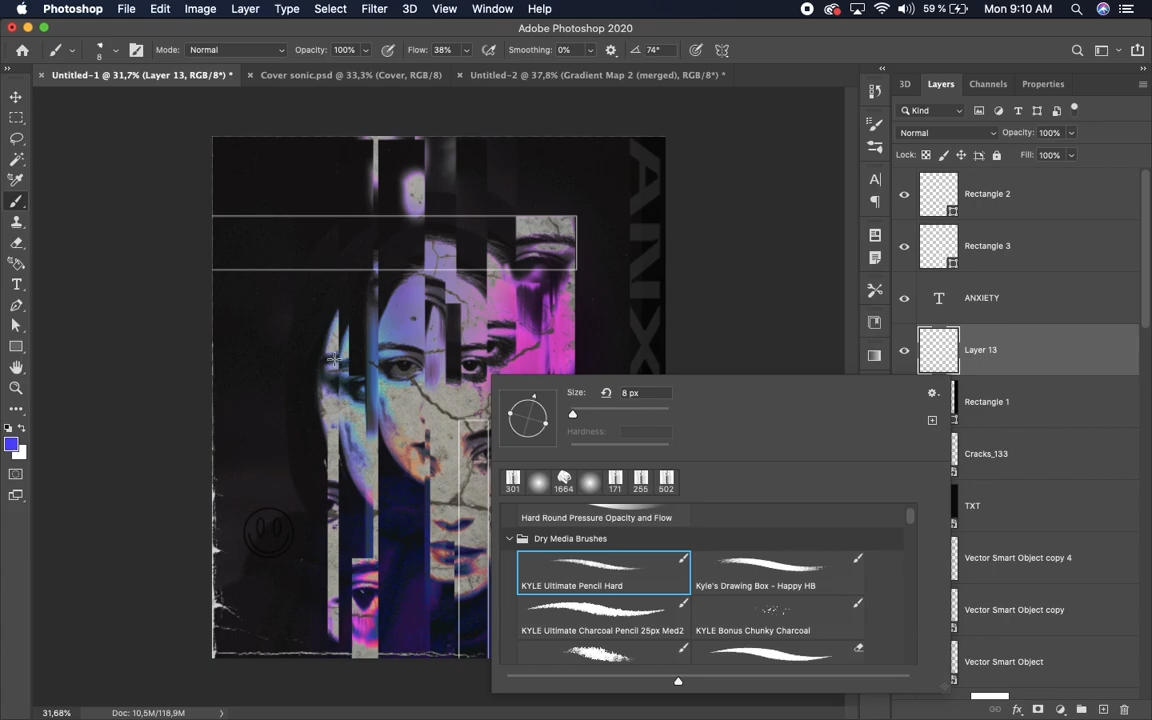 Photoshop File Edit Image Layer Type Select Filter 3D View Window Help 59 % Mon 9:10 AM
Adobe Photoshop 2020
8 Mode: Normal Opacity: 100% Flow: 38% Smoothing: 0% 74°
Untitled-1 @ 31,7% (Layer 13, RGB/8*) * Cover sonic.psd @ 33,3% (Cover, RGB/8) Untitled-2 @ 37,8% (Gradient Map 2 (merged), RGB/8*) *
3D Layers Channels Properties
Kind
Normal Opacity: 100%
Lock: Fill: 100%
Rectangle 2
Rectangle 3
ANXIETY
Layer 13
Rectangle 1
Cracks_133
TXT
Vector Smart Object copy 4
Vector Smart Object copy
Vector Smart Object
ANX
Size: 8 px
Hardness:
301 1664 171 255 502
Hard Round Pressure Opacity and Flow
Dry Media Brushes
KYLE Ultimate Pencil Hard Kyle's Drawing Box - Happy HB
KYLE Ultimate Charcoal Pencil 25px Med2 KYLE Bonus Chunky Charcoal
31,68% Doc: 10,5M/118,9M